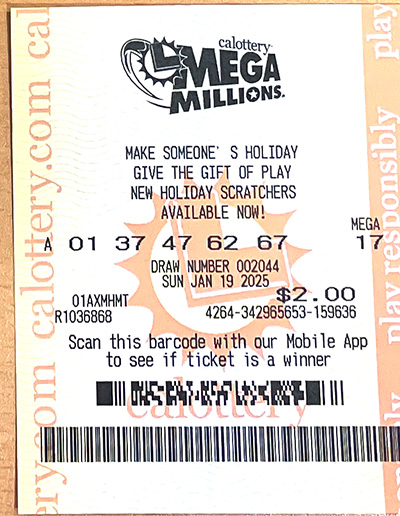 calottery
MEGA
MILLIONS.
MAKE SOMEONE' S HOLIDAY
GIVE THE GIFT OF PLAY
NEW HOLIDAY SCRATCHERS
AVAILABLE NOW!
MEGA
A 01 37 47 62 67 17
DRAW NUMBER 002044
SUN JAN 19 2025
$2.00
01AXMHMT
R1036868 4264-342965653-159636
Scan this barcode with our Mobile App
to see if ticket is a winner
calottery
calottery.com
play responsibly
play